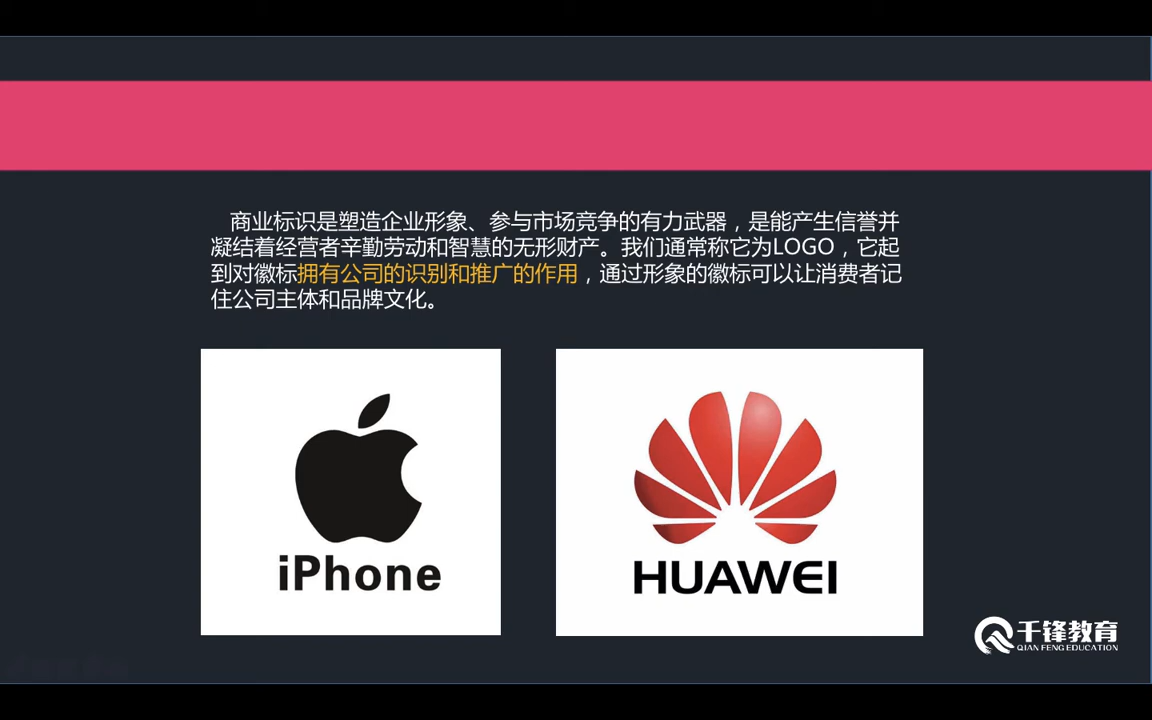 商业标识是塑造企业形象、参与市场竞争的有力武器，是能产生信誉并
凝结着经营者辛勤劳动和智慧的无形财产。我们通常称它为LOGO，它起
到对徽标拥有公司的识别和推广的作用，通过形象的徽标可以让消费者记
住公司主体和品牌文化。
iPhone
HUAWEI
千锋教育
QIAN FENG EDUCATION